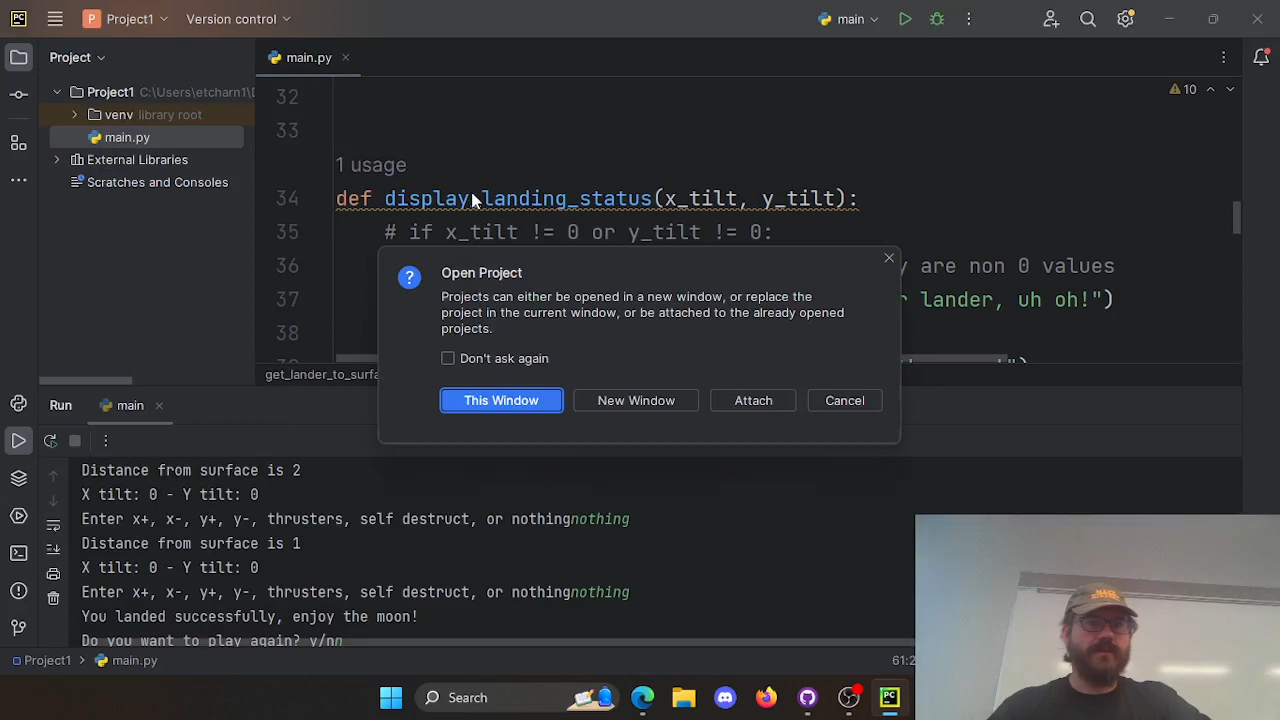 PC
P Project1
Version control
main
Project
main.py
Project1 C:\Users\etcharn1\D
venv library root
main.py
External Libraries
Scratches and Consoles
10
32
33
1 usage
34 def display_landing_status(x_tilt, y_tilt):
35 # if x_tilt != 0 or y_tilt != 0:
36 y are non 0 values
37 r lander, uh oh!")
38
get_lander_to_surfa
Open Project
Projects can either be opened in a new window, or replace the
project in the current window, or be attached to the already opened
projects.
Don't ask again
This Window
New Window
Attach
Cancel
Run
main
Distance from surface is 2
X tilt: 0 - Y tilt: 0
Enter x+, x-, y+, y-, thrusters, self destruct, or nothingnothing
Distance from surface is 1
X tilt: 0 - Y tilt: 0
Enter x+, x-, y+, y-, thrusters, self destruct, or nothingnothing
You landed successfully, enjoy the moon!
Do you want to play again? y/nn
Project1
main.py
61:2
Search
PC